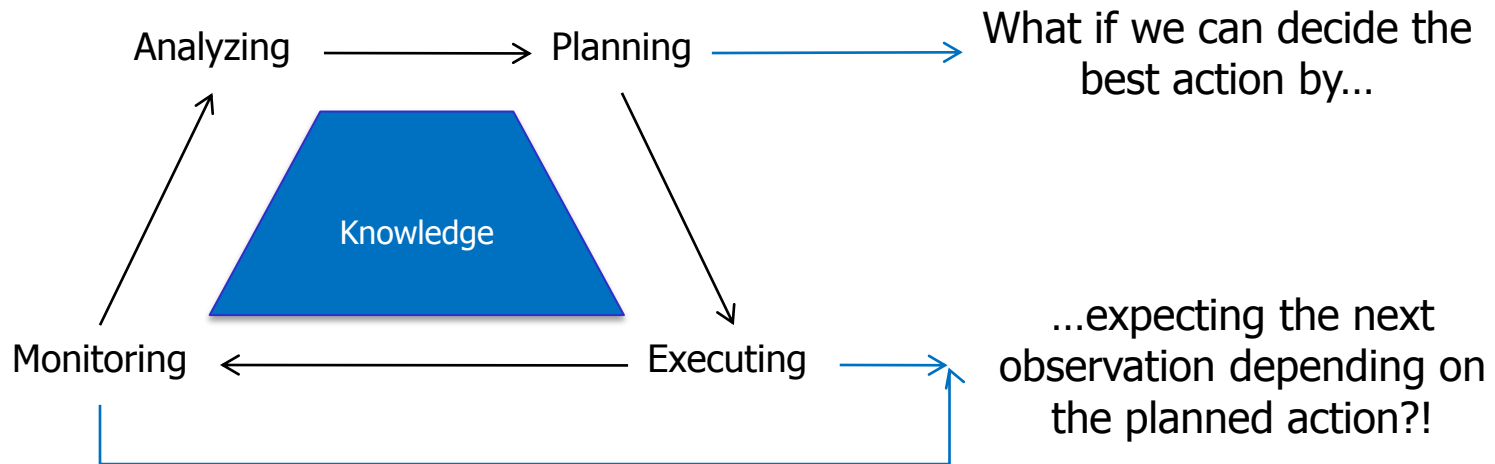 Analyzing
Planning
What if we can decide the
best action by…
Knowledge
Monitoring
Executing
…expecting the next
observation depending on
the planned action?!